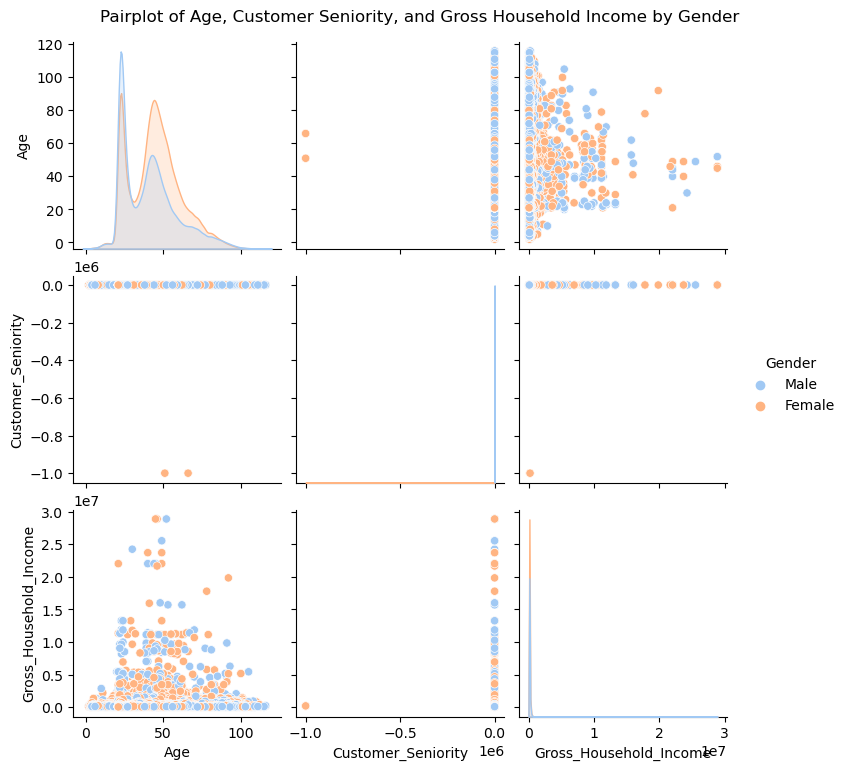 Pairplot of Age, Customer Seniority, and Gross Household Income by Gender
120
100
80
60
40
20
0
Age
1e6
0.0
−0.2
−0.4
−0.6
−0.8
−1.0
Customer_Seniority
Gender
Male
Female
1e7
3.0
2.5
2.0
1.5
1.0
0.5
0.0
Gross_Household_Income
0 50 100
Age
−1.0 −0.5 0.0
1e6
Customer_Seniority
0 1 2 3
1e7
Gross_Household_Income